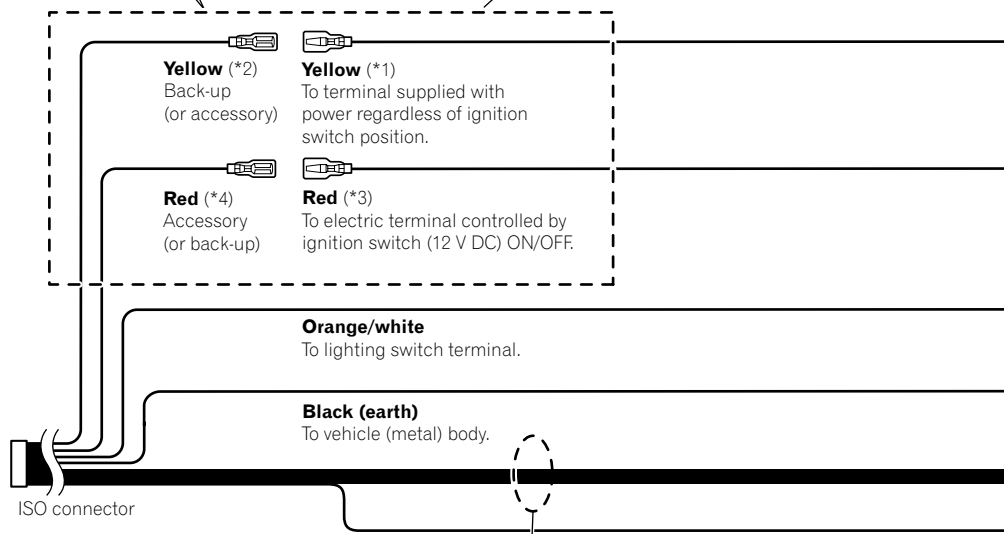 Yellow (*2)
Back-up
(or accessory)
Yellow (*1)
To terminal supplied with
power regardless of ignition
switch position.
Red (*4)
Accessory
(or back-up)
Red (*3)
To electric terminal controlled by
ignition switch (12 V DC) ON/OFF.
Orange/white
To lighting switch terminal.
Black (earth)
To vehicle (metal) body.
ISO connector